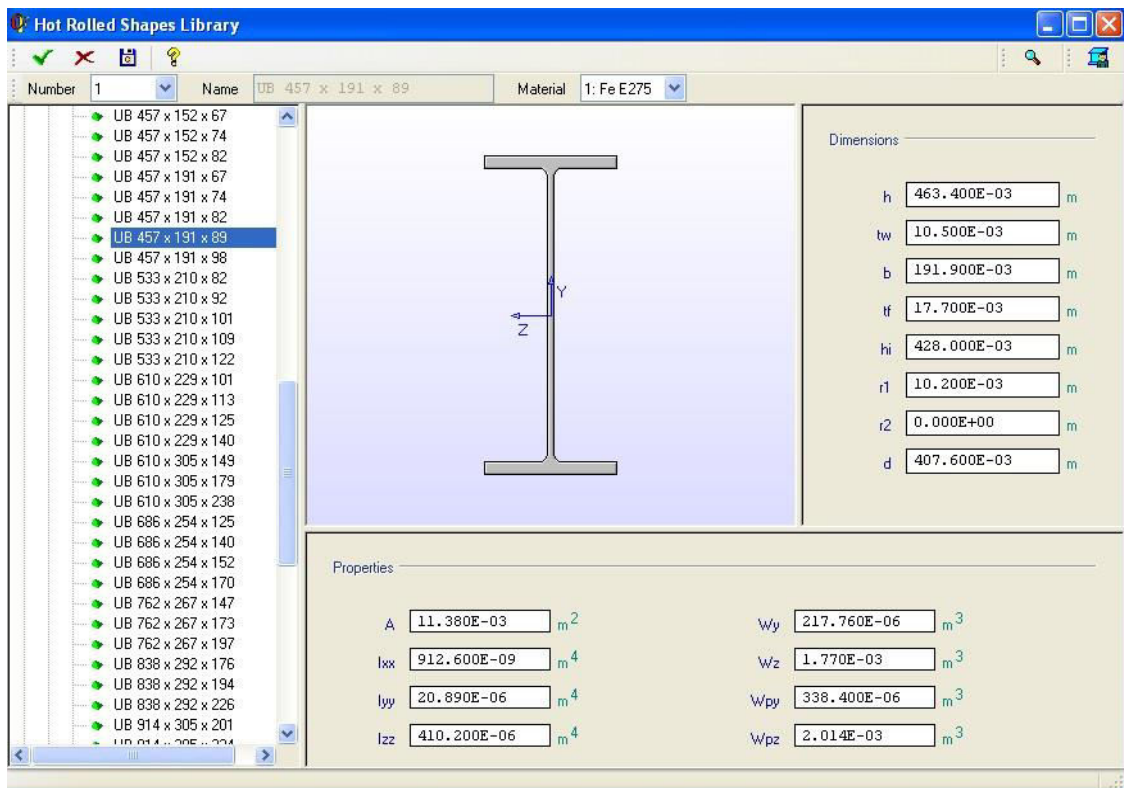 Hot Rolled Shapes Library
Number 1 Name UB 457 x 191 x 89 Material 1: Fe E275
UB 457 x 152 x 67
UB 457 x 152 x 74
UB 457 x 152 x 82
UB 457 x 191 x 67
UB 457 x 191 x 74
UB 457 x 191 x 82
UB 457 x 191 x 89
UB 457 x 191 x 98
UB 533 x 210 x 82
UB 533 x 210 x 92
UB 533 x 210 x 101
UB 533 x 210 x 109
UB 533 x 210 x 122
UB 610 x 229 x 101
UB 610 x 229 x 113
UB 610 x 229 x 125
UB 610 x 229 x 140
UB 610 x 305 x 149
UB 610 x 305 x 179
UB 610 x 305 x 238
UB 686 x 254 x 125
UB 686 x 254 x 140
UB 686 x 254 x 152
UB 686 x 254 x 170
UB 762 x 267 x 147
UB 762 x 267 x 173
UB 762 x 267 x 197
UB 838 x 292 x 176
UB 838 x 292 x 194
UB 838 x 292 x 226
UB 914 x 305 x 201
UB 914 x 305 x 224
Y
Z
Dimensions
h 463.400E-03 m
tw 10.500E-03 m
b 191.900E-03 m
tf 17.700E-03 m
hi 428.000E-03 m
r1 10.200E-03 m
r2 0.000E+00 m
d 407.600E-03 m
Properties
A 11.380E-03 m2 Wy 217.760E-06 m3
Ixx 912.600E-09 m4 Wz 1.770E-03 m3
Iyy 20.890E-06 m4 Wpy 338.400E-06 m3
Izz 410.200E-06 m4 Wpz 2.014E-03 m3